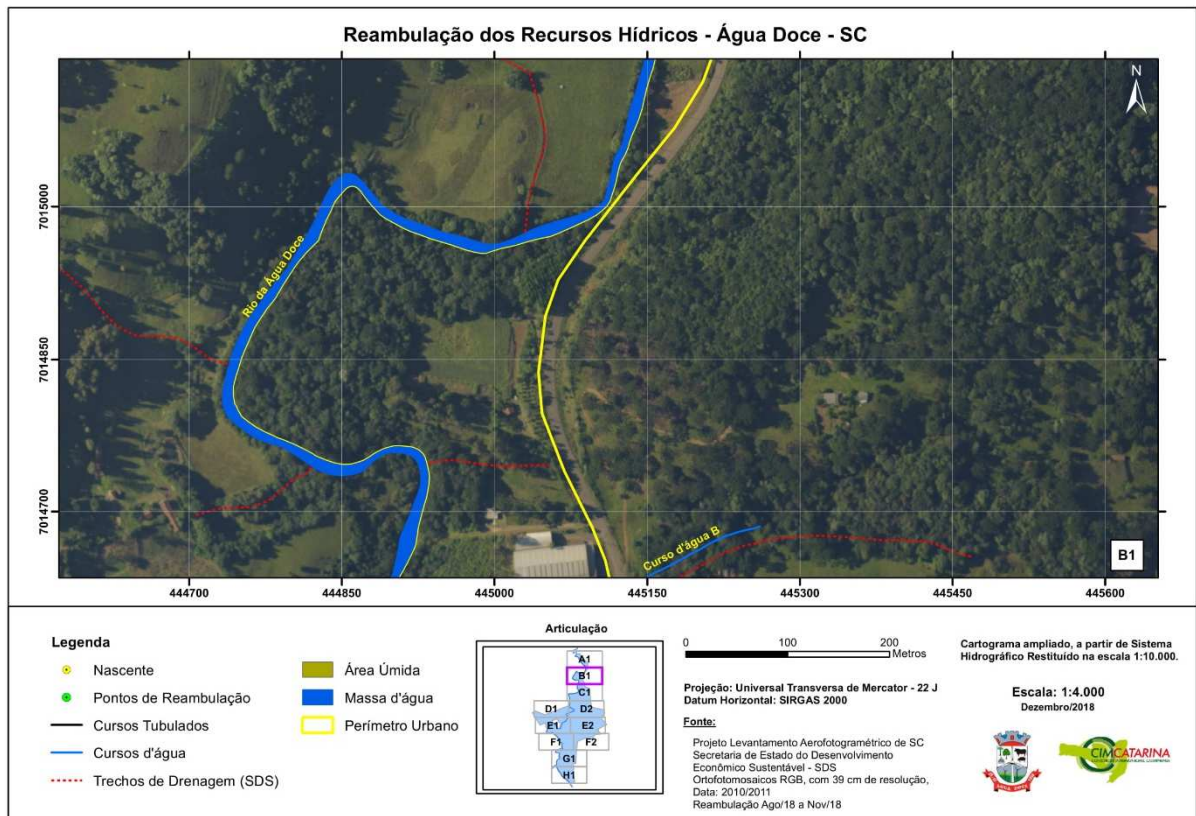 Reambulação dos Recursos Hídricos - Água Doce - SC
N
7015000
7014850
7014700
Rio da Água Doce
Curso d'água B
B1
444700
444850
445000
445150
445300
445450
445600
Legenda
Nascente
Pontos de Reambulação
Cursos Tubulados
Cursos d'água
Trechos de Drenagem (SDS)
Área Úmida
Massa d'água
Perímetro Urbano
Articulação
A1
B1
C1
D1
D2
E1
E2
F1
F2
G1
H1
0
100
200
Metros
Projeção: Universal Transversa de Mercator - 22 J
Datum Horizontal: SIRGAS 2000
Fonte:
Projeto Levantamento Aerofotogramétrico de SC
Secretaria de Estado do Desenvolvimento
Econômico Sustentável - SDS
Ortofotomosaicos RGB, com 39 cm de resolução,
Data: 2010/2011
Reambulação Ago/18 a Nov/18
Cartograma ampliado, a partir de Sistema
Hidrográfico Restituído na escala 1:10.000.
Escala: 1:4.000
Dezembro/2018
CIMCATARINA